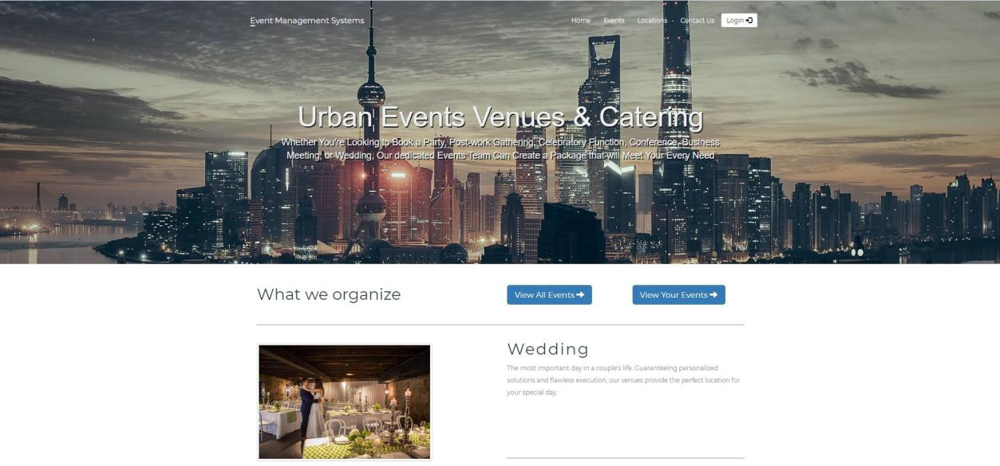 Event Management Systems
Home Events Locations Contact Us Login
Urban Events Venues & Catering
Whether You're Looking to Book a Party, Post-work Gathering, Celebratory Function, Conference, Business
Meeting, or Wedding, Our dedicated Events Team Can Create a Package that will Meet Your Every Need
What we organize
View All Events
View Your Events
Wedding
The most important day in a couple's life. Guaranteeing personalized
solutions and flawless execution, our venues provide the perfect location for
your special day.